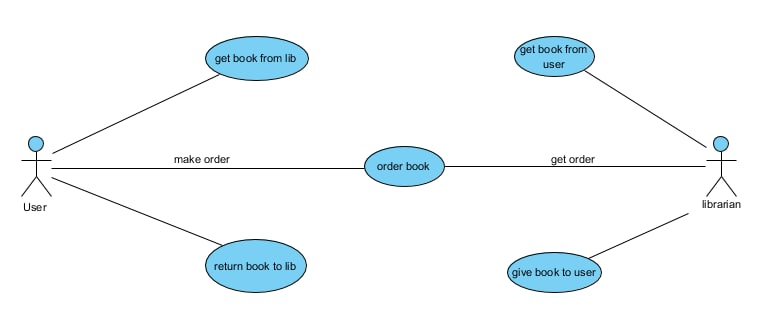 get book from lib
get book from
user
make order
order book
get order
User
librarian
return book to lib
give book to user